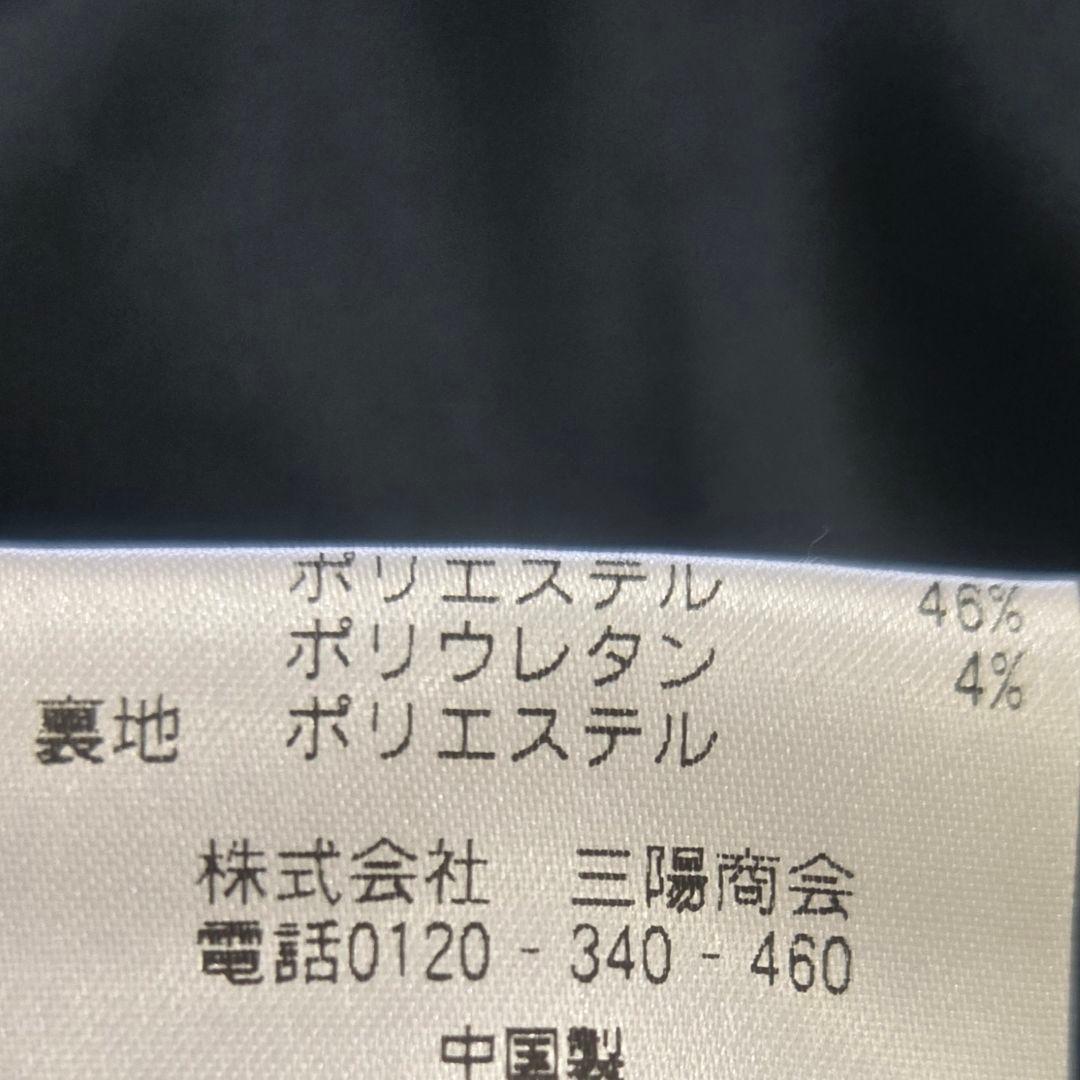 ポリエステル 46%
ポリウレタン 4%
裏地 ポリエステル
株式会社 三陽商会
電話0120-340-460
中国製